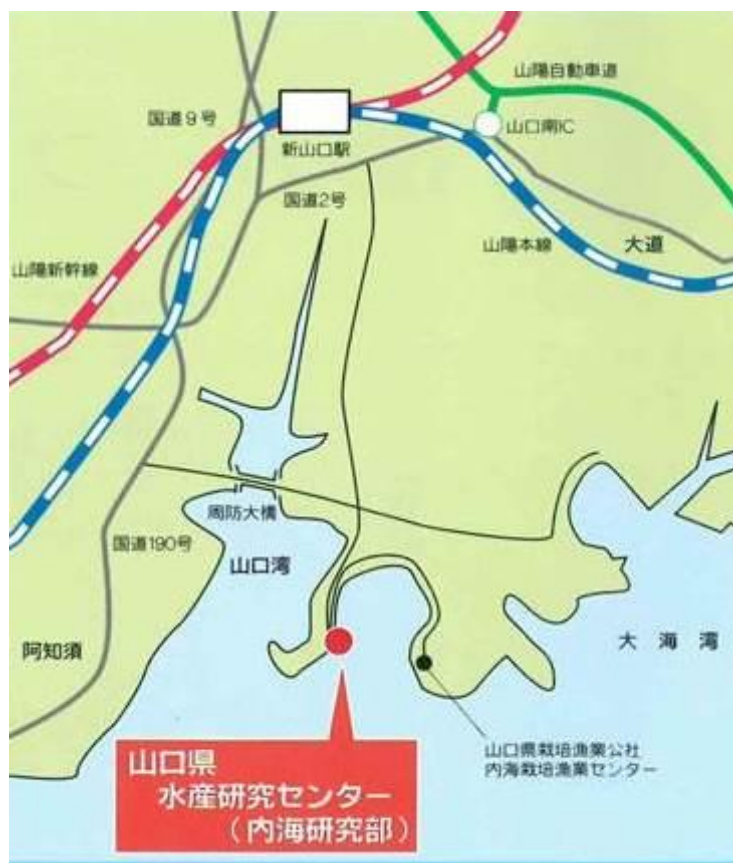 山陽自動車道
国道9号
山口南IC
新山口駅
国道2号
山陽本線
大道
山陽新幹線
周防大橋
国道190号
山口湾
阿知須
大海湾
山口県栽培漁業公社
内海栽培漁業センター
山口県
水産研究センター
(内海研究部)